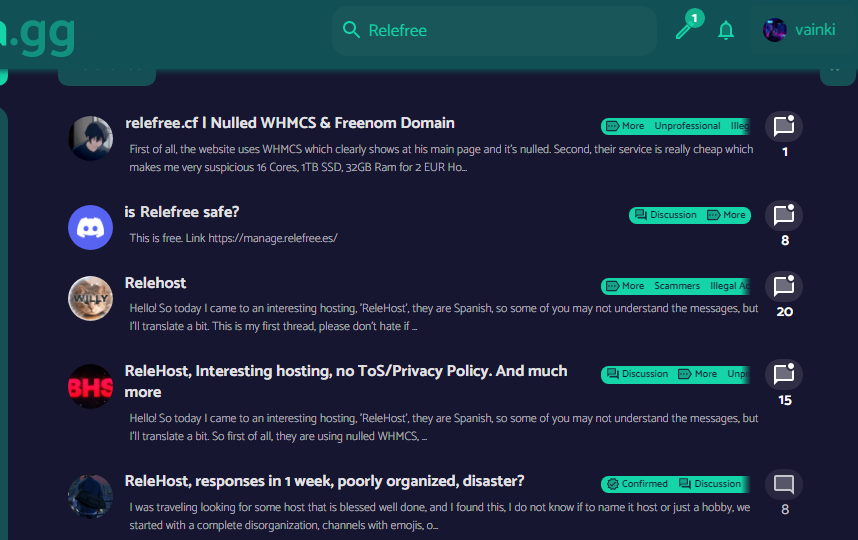 .gg
Relefree
1
vainki
relefree.cf | Nulled WHMCS & Freenom Domain
More Unprofessional
First of all, the website uses WHMCS which clearly shows at his main page and it's nulled. Second, their service is really cheap which
makes me very suspicious 16 Cores, 1TB SSD, 32GB Ram for 2 EUR Ho...
1
is Relefree safe?
Discussion More
This is free. Link https://manage.relefree.es/
8
Relehost
More Scammers Illegal
WILLY
Hello! So today I came to an interesting hosting, 'ReleHost', they are Spanish, so some of you may not understand the messages, but
I'll translate a bit. This is my first thread, please don't hate if ...
20
ReleHost, Interesting hosting, no ToS/Privacy Policy. And much
more
Discussion More
BHS
Hello! So today I came to an interesting hosting, 'ReleHost', they are Spanish, so some of you may not understand the messages, but
I'll translate a bit. So first of all, they are using nulled WHMCS, ...
15
ReleHost, responses in 1 week, poorly organized, disaster?
Confirmed Discussion
I was traveling looking for some host that is blessed well done, and I found this, I do not know if to name it host or just a hobby, we
started with a complete disorganization, channels with emojis, o...
8